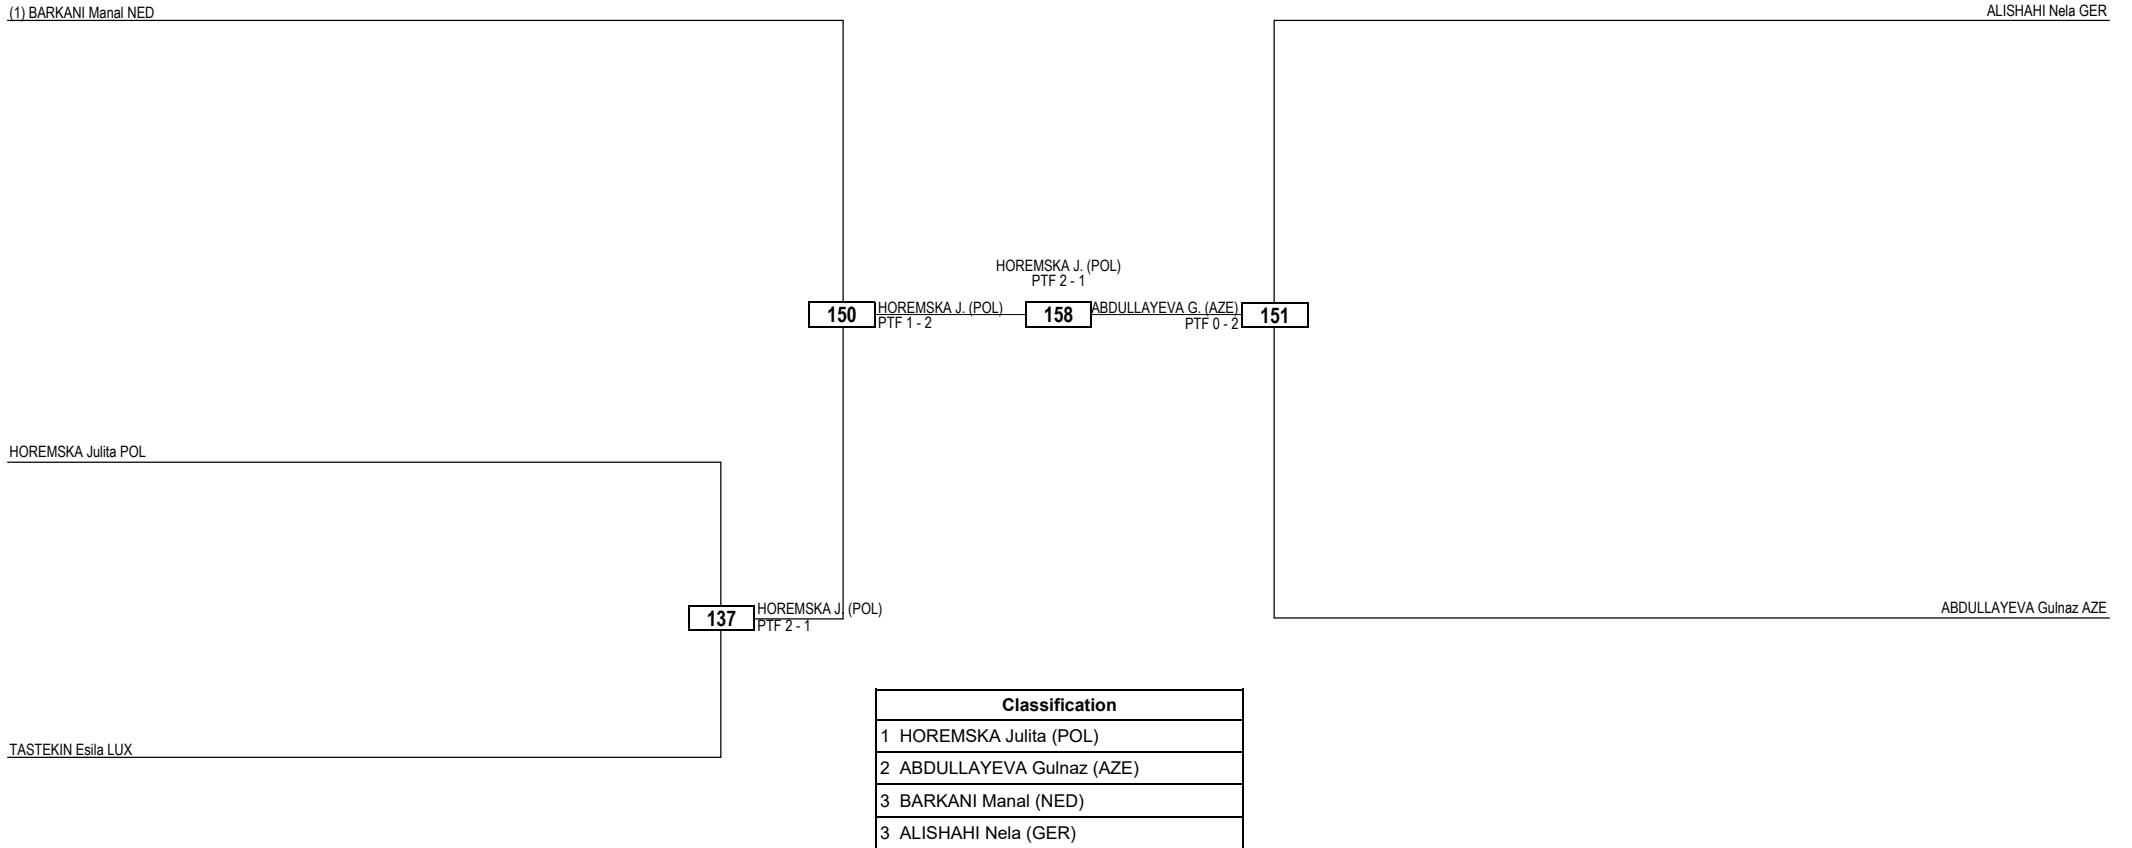 (1) BARKANI Manal NED
ALISHAHI Nela GER
HOREMSKA J. (POL)
PTF 2 - 1
150
HOREMSKA J. (POL)
PTF 1 - 2
158
ABDULLAYEVA G. (AZE)
PTF 0 - 2
151
HOREMSKA Julita POL
137
HOREMSKA J. (POL)
PTF 2 - 1
ABDULLAYEVA Gulnaz AZE
TASTEKIN Esila LUX
Classification
1 HOREMSKA Julita (POL)
2 ABDULLAYEVA Gulnaz (AZE)
3 BARKANI Manal (NED)
3 ALISHAHI Nela (GER)